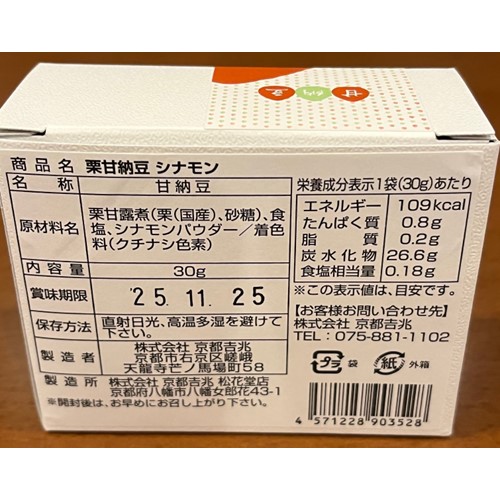 商品名 栗甘納豆 シナモン
名称 甘納豆
原材料名 栗甘露煮(栗(国産)、砂糖)、食
塩、シナモンパウダー／着色
料(クチナシ色素)
内容量 30g
賞味期限 '25.11.25
保存方法 直射日光、高温多湿を避けて
下さい。
製造者 株式会社 京都吉兆
京都市右京区嵯峨
天龍寺芒ノ馬場町58
製造所 株式会社 京都吉兆 松花堂店
京都府八幡市八幡女郎花43-1
※開封後は、お早めにお召し上がり下さい。
栄養成分表示1袋(30g)あたり
エネルギー 109kcal
たんぱく質 0.8g
脂質 0.2g
炭水化物 26.6g
食塩相当量 0.18g
※この表示値は、目安です。
【お客様お問い合わせ先】
株式会社 京都吉兆
TEL：075-881-1102
プラ 袋 紙 外箱
4 571228 903528